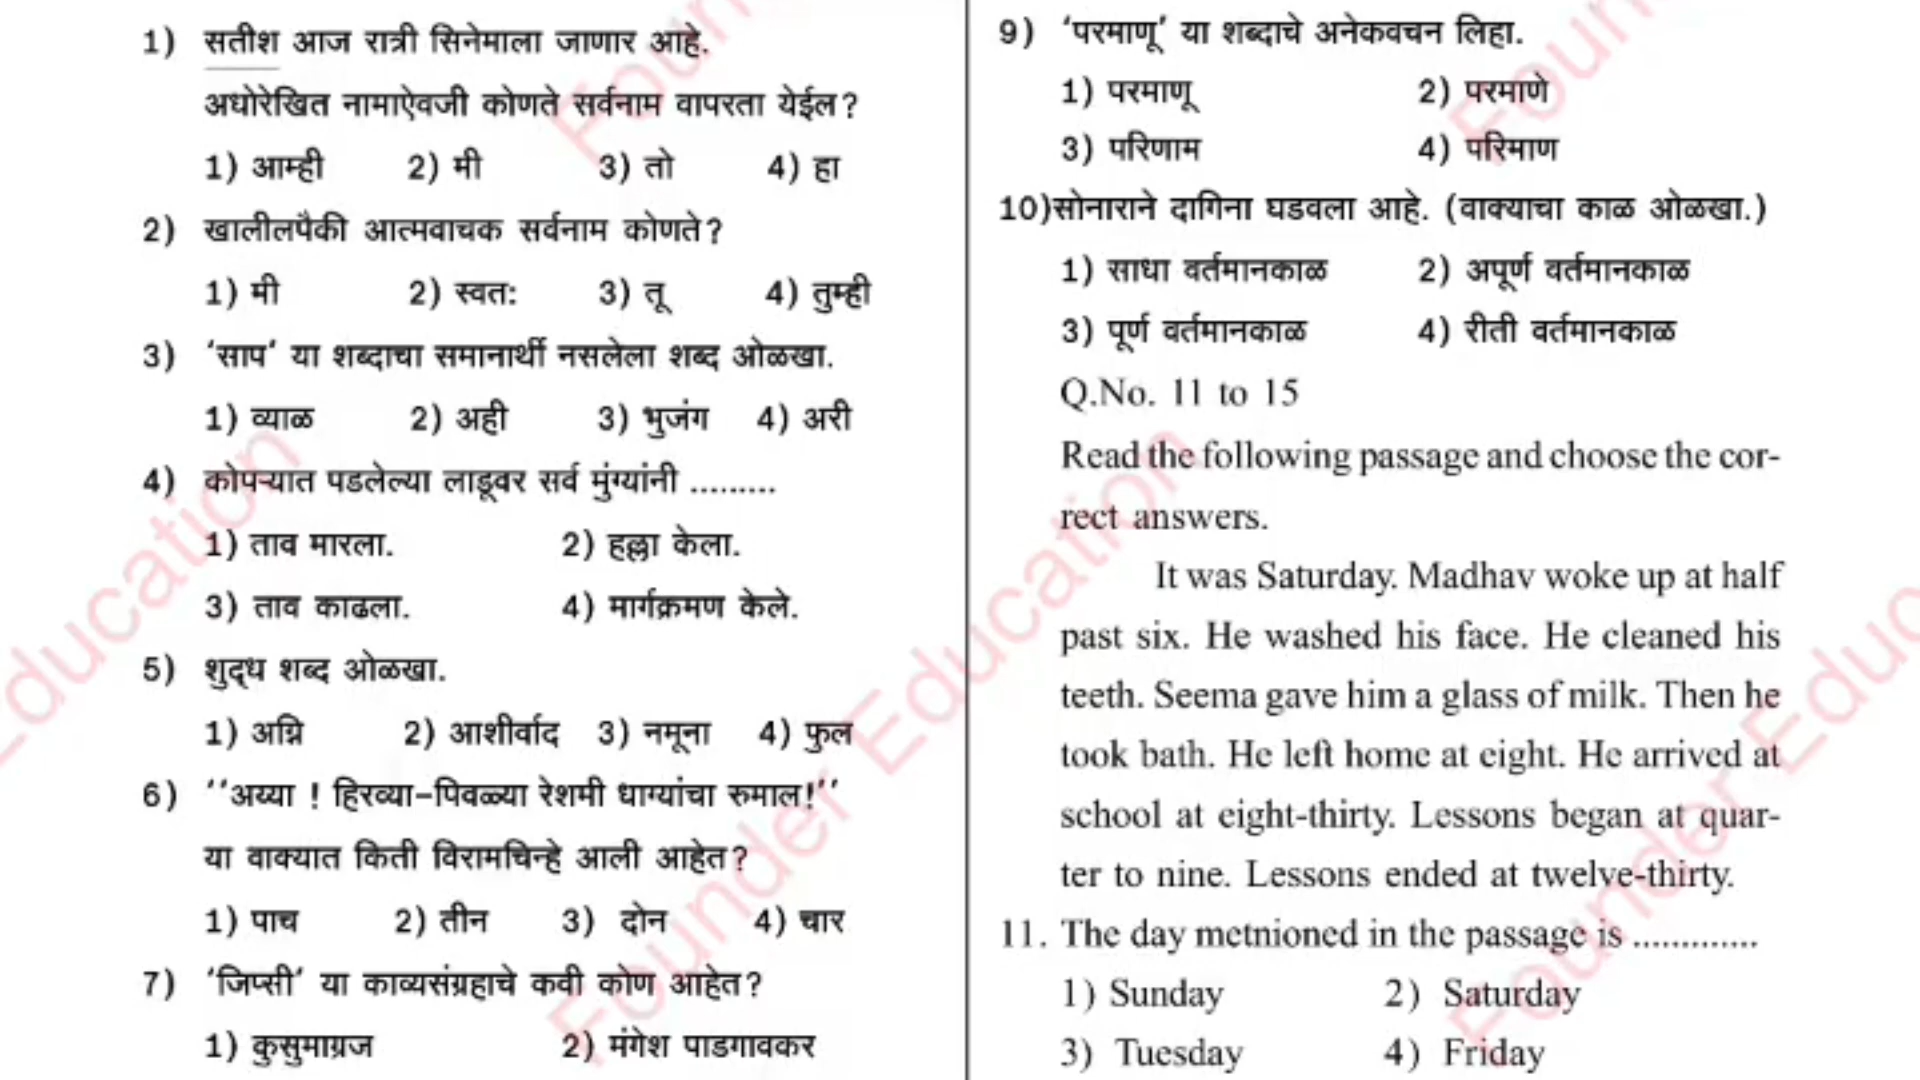 1) सतीश आज रात्री सिनेमाला जाणार आहे.
अधोरेखित नामाऐवजी कोणते सर्वनाम वापरता येईल?
1) आम्ही 2) मी 3) तो 4) हा
2) खालीलपैकी आत्मवाचक सर्वनाम कोणते?
1) मी 2) स्वत: 3) तू 4) तुम्ही
3) 'साप' या शब्दाचा समानार्थी नसलेला शब्द ओळखा.
1) व्याळ 2) अही 3) भुजंग 4) अरी
4) कोपऱ्यात पडलेल्या लाडूवर सर्व मुंग्यांनी .........
1) ताव मारला. 2) हल्ला केला.
3) ताव काढला. 4) मार्गक्रमण केले.
5) शुद्ध शब्द ओळखा.
1) अग्नि 2) आशीर्वाद 3) नमूना 4) फुल
6) ''अय्या ! हिरव्या-पिवळ्या रेशमी धाग्यांचा रुमाल!''
या वाक्यात किती विरामचिन्हे आली आहेत?
1) पाच 2) तीन 3) दोन 4) चार
7) 'जिप्सी' या काव्यसंग्रहाचे कवी कोण आहेत?
1) कुसुमाग्रज 2) मंगेश पाडगावकर
9) 'परमाणू' या शब्दाचे अनेकवचन लिहा.
1) परमाणू 2) परमाणे
3) परिणाम 4) परिमाण
10)सोनाराने दागिना घडवला आहे. (वाक्याचा काळ ओळखा.)
1) साधा वर्तमानकाळ 2) अपूर्ण वर्तमानकाळ
3) पूर्ण वर्तमानकाळ 4) रीती वर्तमानकाळ
Q.No. 11 to 15
Read the following passage and choose the cor-
rect answers.
It was Saturday. Madhav woke up at half
past six. He washed his face. He cleaned his
teeth. Seema gave him a glass of milk. Then he
took bath. He left home at eight. He arrived at
school at eight-thirty. Lessons began at quar-
ter to nine. Lessons ended at twelve-thirty.
11. The day metnioned in the passage is .............
1) Sunday 2) Saturday
3) Tuesday 4) Friday
Founder Education